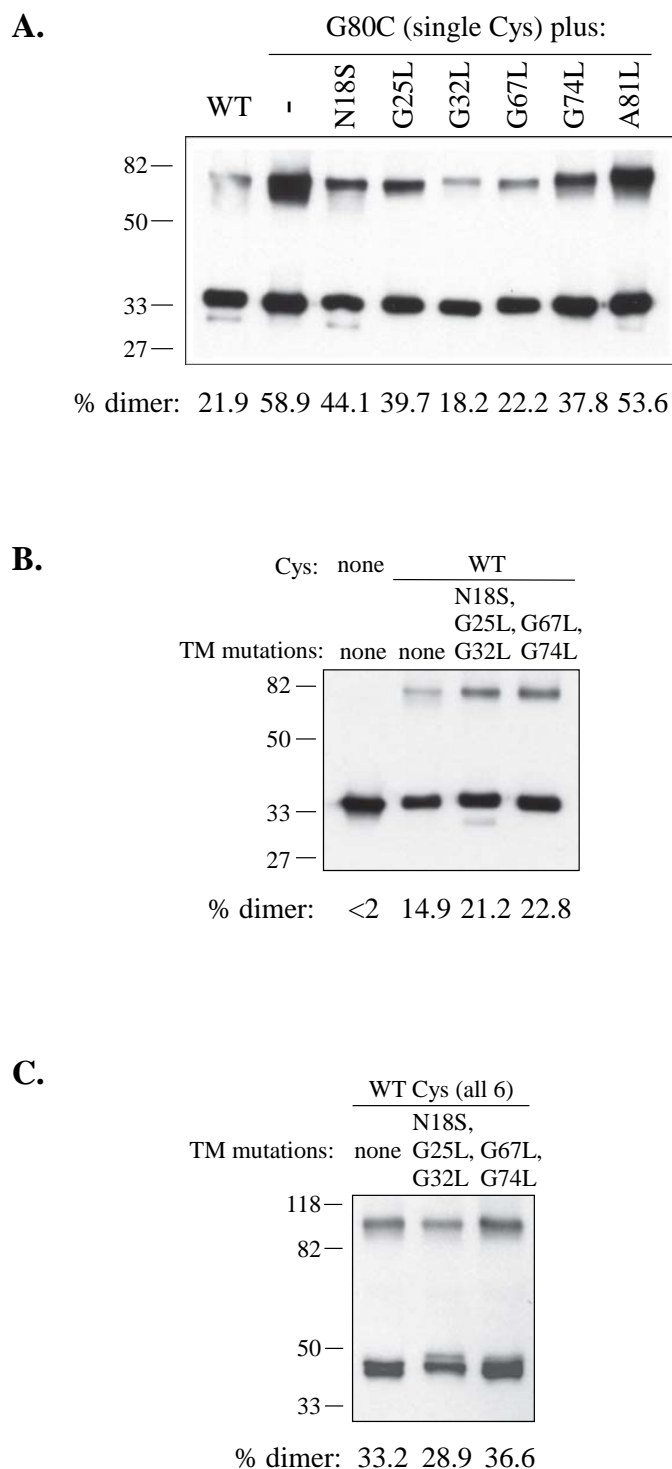 A.
G80C (single Cys) plus:
WT - N18S G25L G32L G67L G74L A81L
82
50
33
27
% dimer: 21.9 58.9 44.1 39.7 18.2 22.2 37.8 53.6
B.
Cys: none WT
N18S,
G25L, G67L,
TM mutations: none none G32L G74L
82
50
33
27
% dimer: <2 14.9 21.2 22.8
C.
WT Cys (all 6)
N18S,
TM mutations: none G25L, G67L,
G32L G74L
118
82
50
33
% dimer: 33.2 28.9 36.6